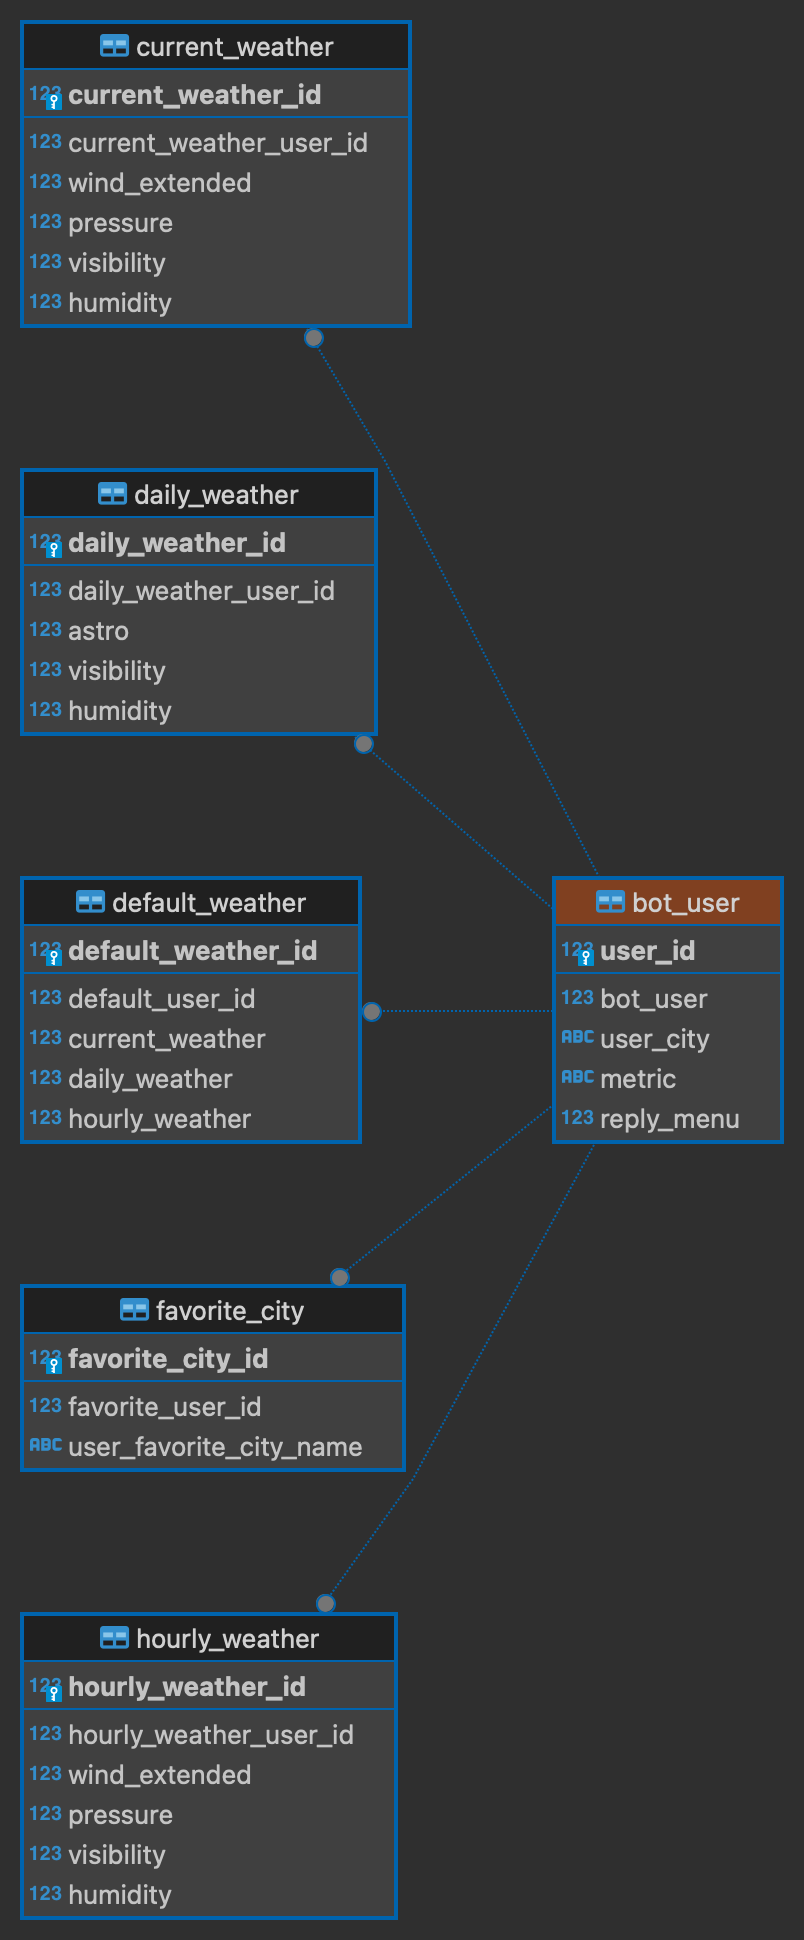 current_weather
123 current_weather_id
123 current_weather_user_id
123 wind_extended
123 pressure
123 visibility
123 humidity
daily_weather
123 daily_weather_id
123 daily_weather_user_id
123 astro
123 visibility
123 humidity
default_weather
123 default_weather_id
123 default_user_id
123 current_weather
123 daily_weather
123 hourly_weather
bot_user
123 user_id
123 bot_user
ABC user_city
ABC metric
123 reply_menu
favorite_city
123 favorite_city_id
123 favorite_user_id
ABC user_favorite_city_name
hourly_weather
123 hourly_weather_id
123 hourly_weather_user_id
123 wind_extended
123 pressure
123 visibility
123 humidity